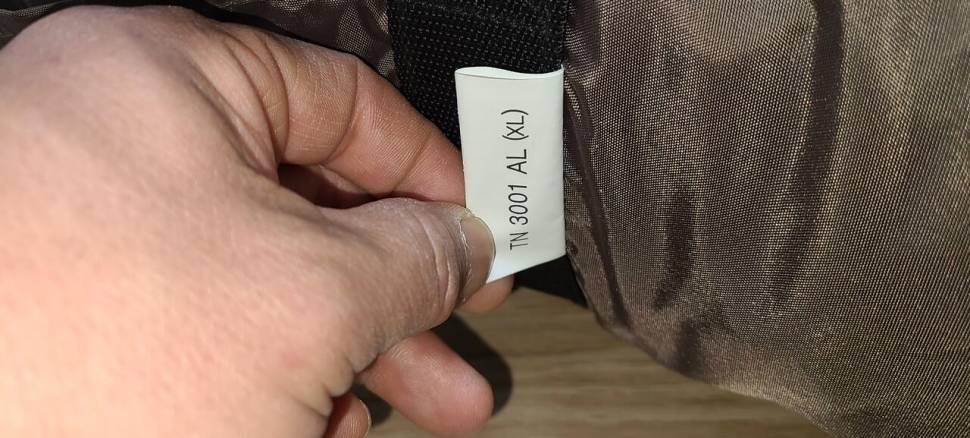 TN 3001 AL (XL)